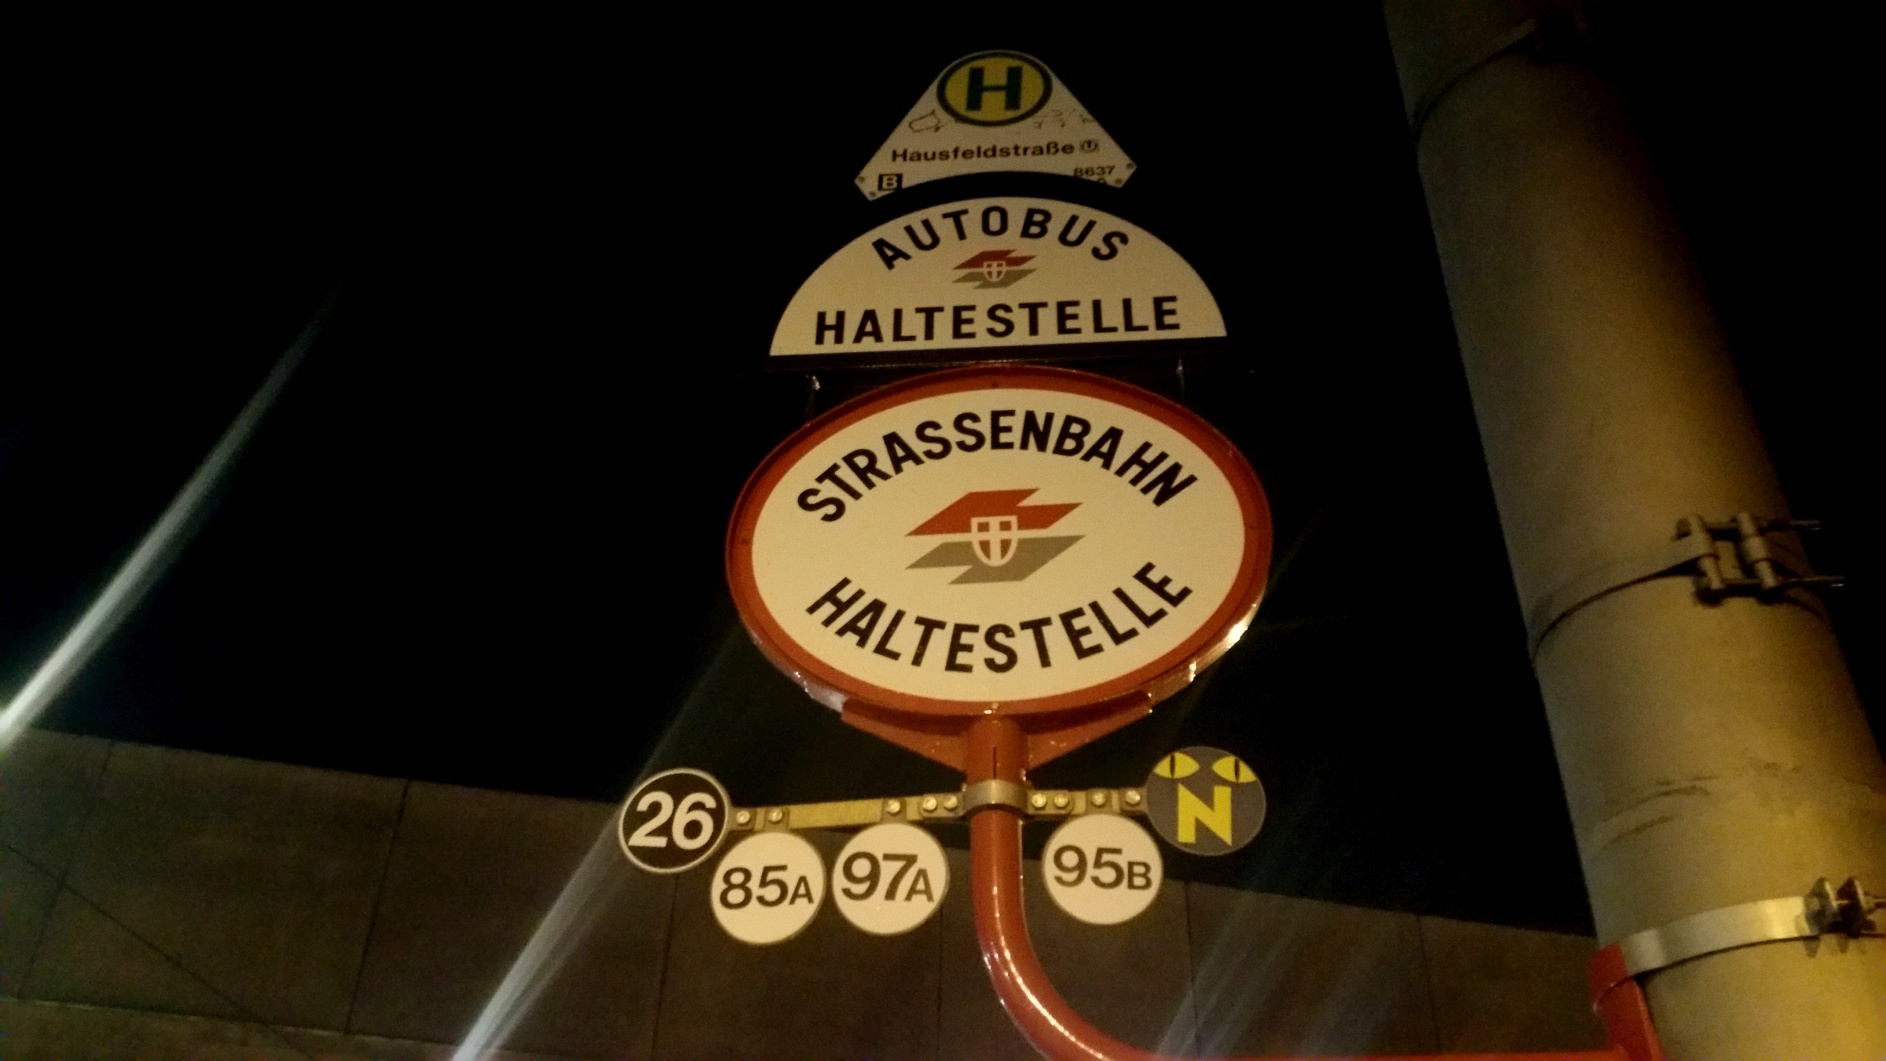 H
Hausfeldstraße U
B 8637
AUTOBUS
HALTESTELLE
STRASSENBAHN
HALTESTELLE
26 85A 97A 95B N